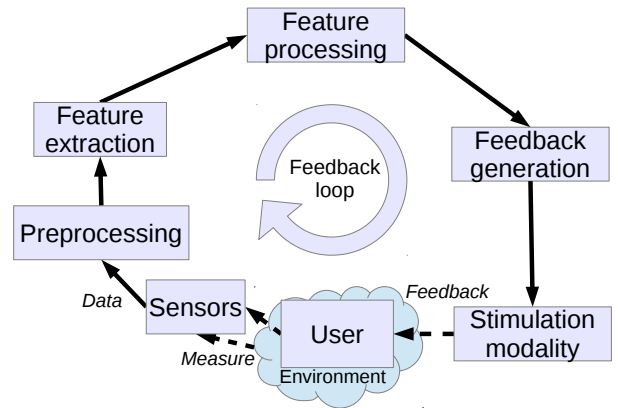 Feature
processing
Feature
extraction
Feedback
generation
Feedback
loop
Preprocessing
Data
Sensors
Measure
User
Environment
Feedback
Stimulation
modality